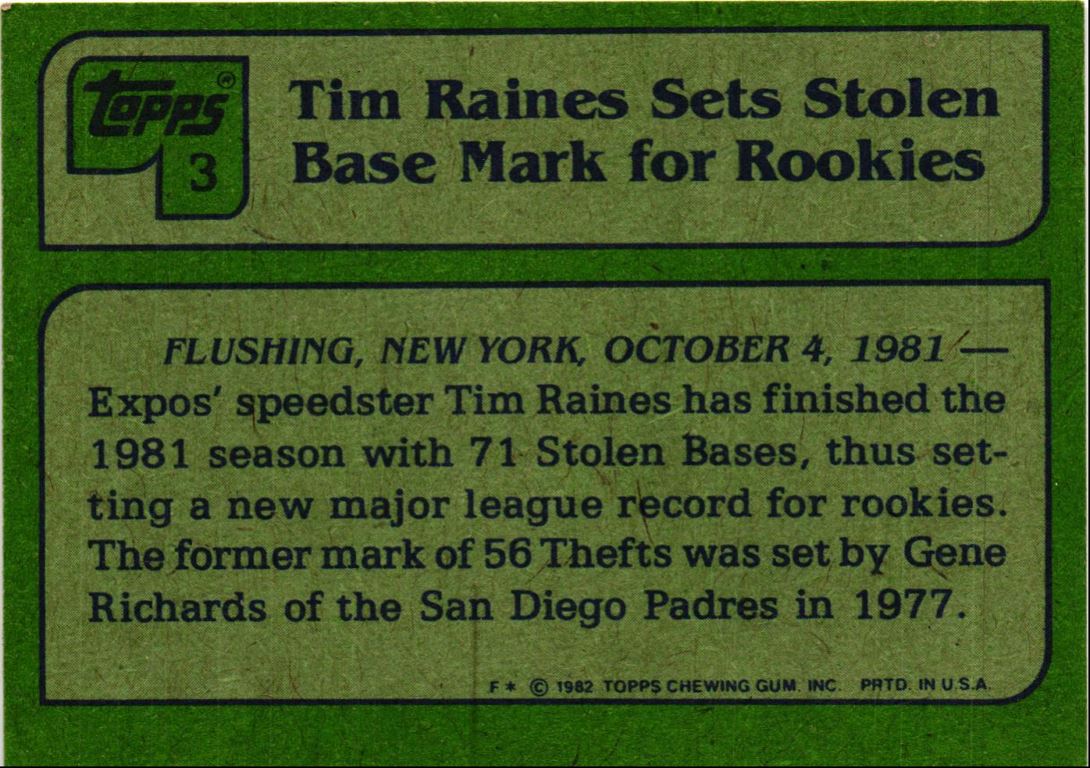 topps®
3
Tim Raines Sets Stolen
Base Mark for Rookies
FLUSHING, NEW YORK, OCTOBER 4, 1981 —
Expos' speedster Tim Raines has finished the
1981 season with 71 Stolen Bases, thus set-
ting a new major league record for rookies.
The former mark of 56 Thefts was set by Gene
Richards of the San Diego Padres in 1977.
F * © 1982 TOPPS CHEWING GUM. INC. PRTD. IN U.S.A.